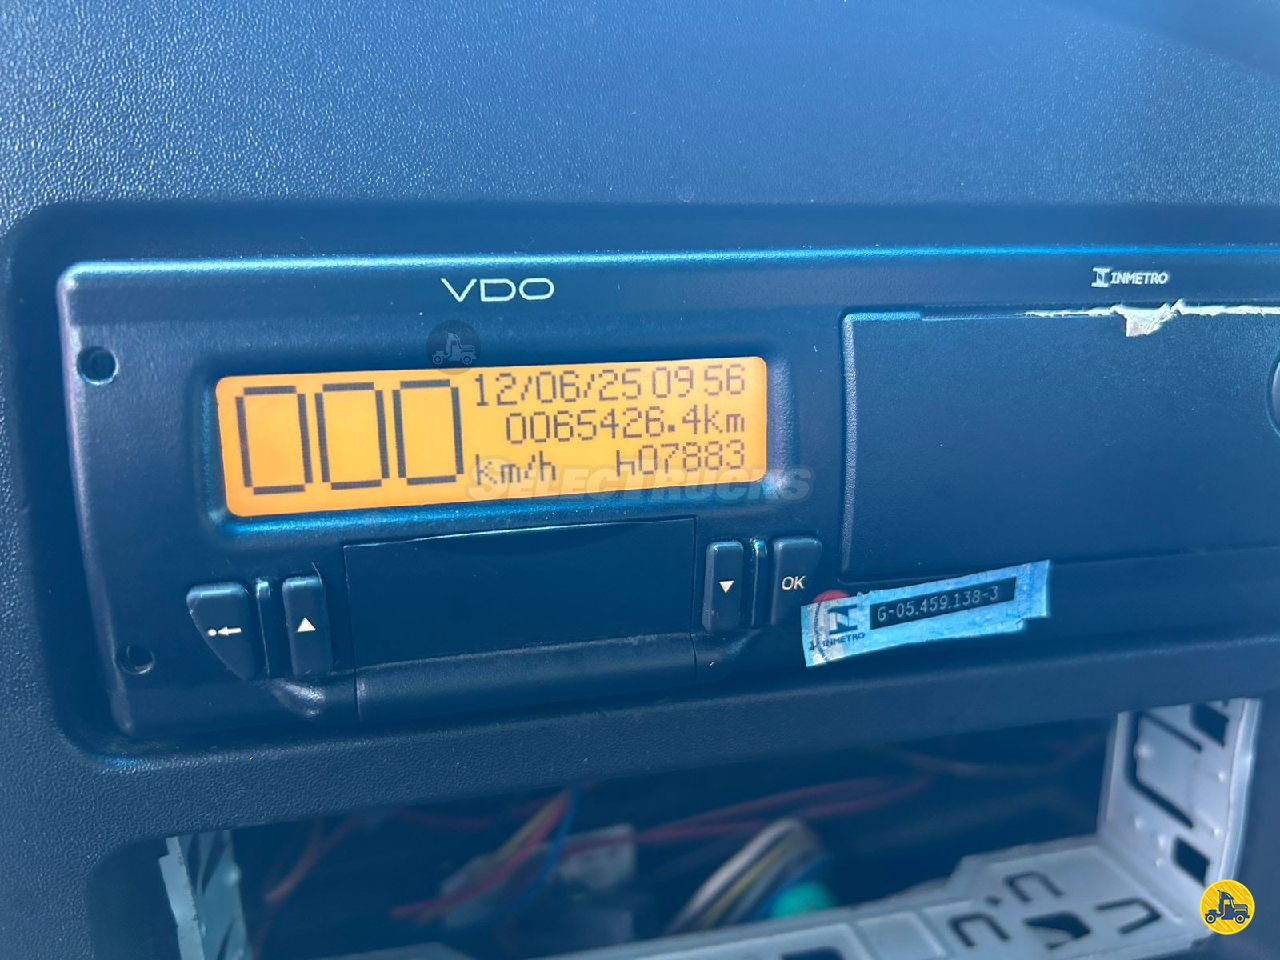 VDO
INMETRO
000
12/06/25 09 56
0065426.4km
km/h h07883
SELECTRUCKS
OK
INMETRO
G-05.459.138-3